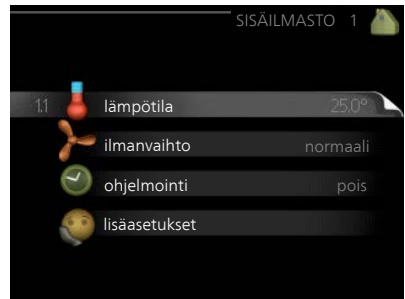 SISÄILMASTO 1
1.1 lämpötila 25.0°
ilmanvaihto normaali
ohjelmointi pois
lisäasetukset